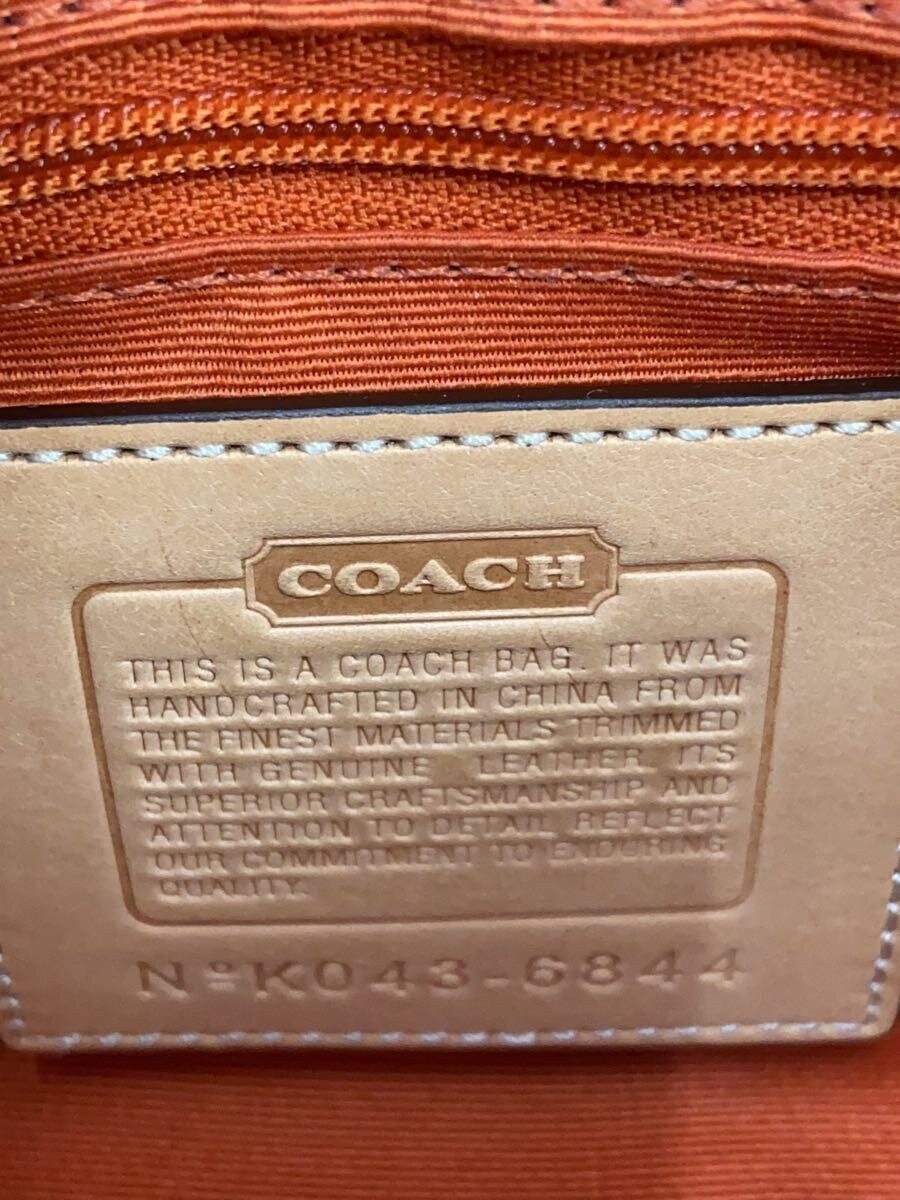 COACH
THIS IS A COACH BAG. IT WAS
HANDCRAFTED IN CHINA FROM
THE FINEST MATERIALS TRIMMED
WITH GENUINE LEATHER. ITS
SUPERIOR CRAFTSMANSHIP AND
ATTENTION TO DETAIL REFLECT
OUR COMMITMENT TO ENDURING
QUALITY.
NºK043-6844